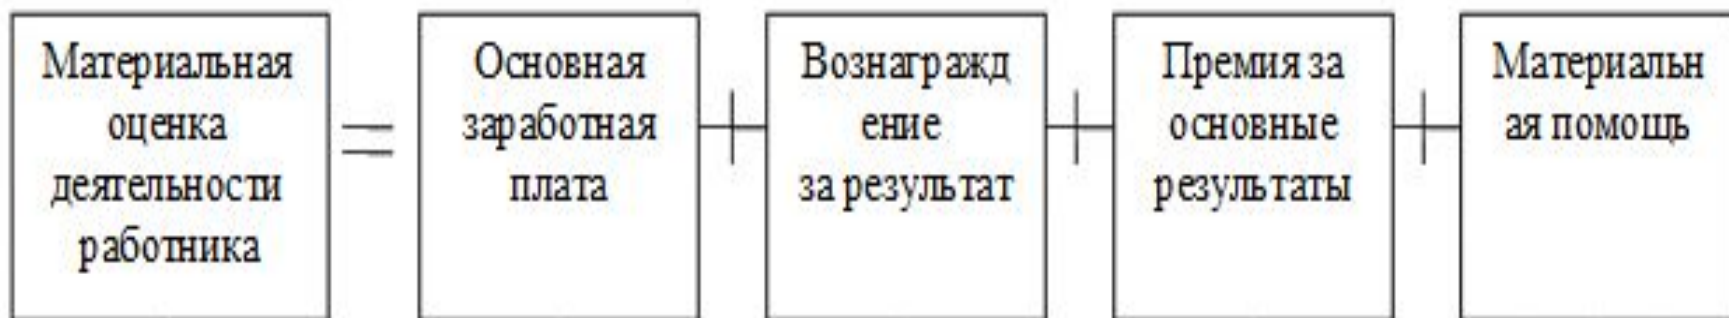 Материальная
оценка
деятельности
работника
=
Основная
заработная
плата
+
Вознагражд
ение
за результат
+
Премия за
основные
результаты
+
Материальн
ая помощь